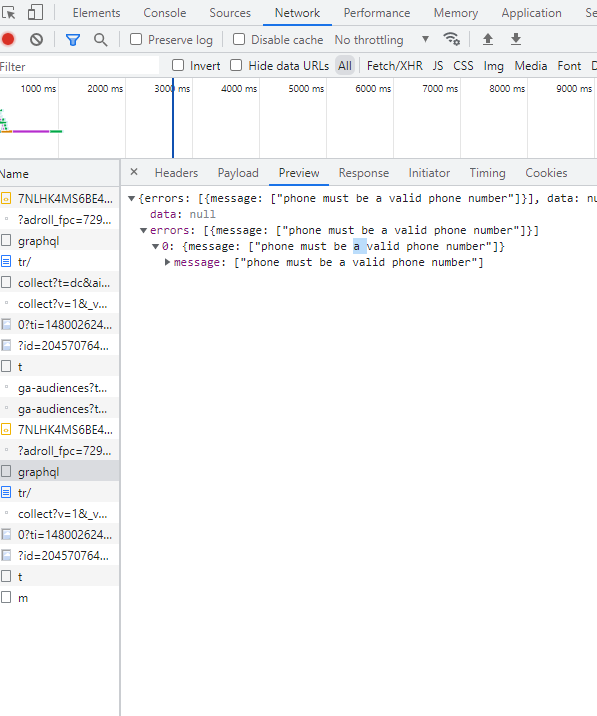 Elements Console Sources Network Performance Memory Application Se
Preserve log Disable cache No throttling
Filter Invert Hide data URLs All Fetch/XHR JS CSS Img Media Font D
1000 ms 2000 ms 3000 ms 4000 ms 5000 ms 6000 ms 7000 ms 8000 ms 9000 ms
Name
7NLHK4MS6BE4...
?adroll_fpc=729...
graphql
tr/
collect?t=dc&ai...
collect?v=1&_v...
0?ti=148002624...
?id=204570764...
t
ga-audiences?t...
ga-audiences?t...
7NLHK4MS6BE4...
?adroll_fpc=729...
graphql
tr/
collect?v=1&_v...
0?ti=148002624...
?id=204570764...
t
m
× Headers Payload Preview Response Initiator Timing Cookies
{errors: [{message: ["phone must be a valid phone number"]}], data: nu
data: null
errors: [{message: ["phone must be a valid phone number"]}]
0: {message: ["phone must be a valid phone number"]}
message: ["phone must be a valid phone number"]